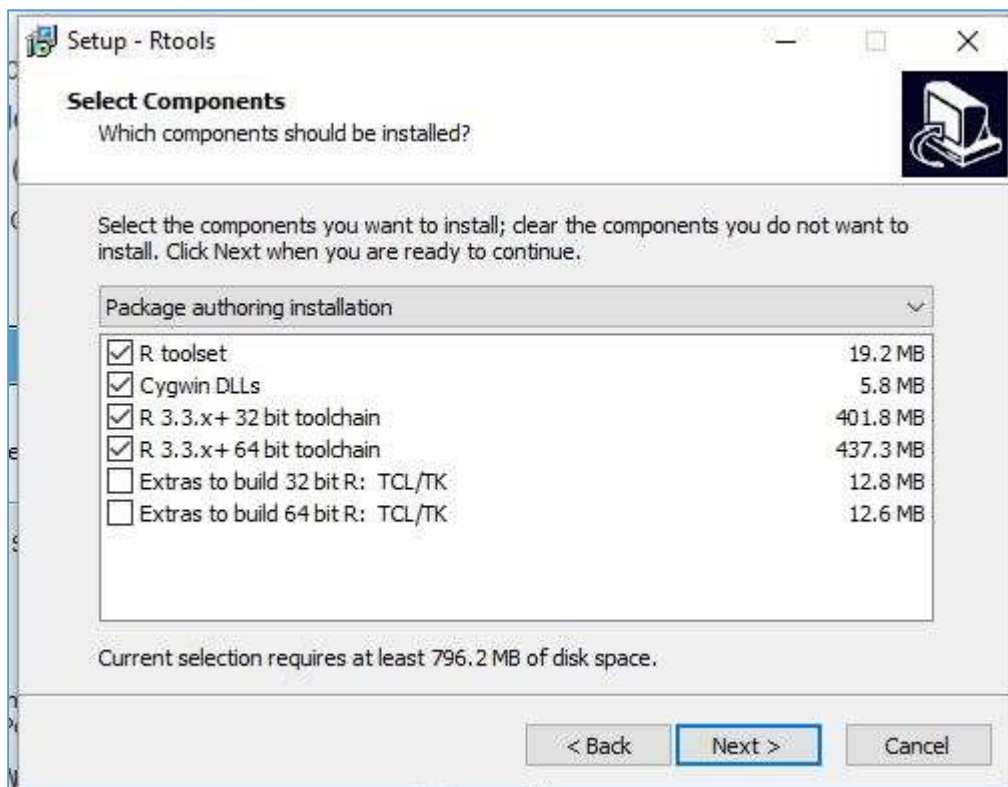 Setup - Rtools
Select Components
Which components should be installed?
Select the components you want to install; clear the components you do not want to
install. Click Next when you are ready to continue.
Package authoring installation
R toolset 19.2 MB
Cygwin DLLs 5.8 MB
R 3.3.x+ 32 bit toolchain 401.8 MB
R 3.3.x+ 64 bit toolchain 437.3 MB
Extras to build 32 bit R: TCL/TK 12.8 MB
Extras to build 64 bit R: TCL/TK 12.6 MB
Current selection requires at least 796.2 MB of disk space.
< Back Next > Cancel